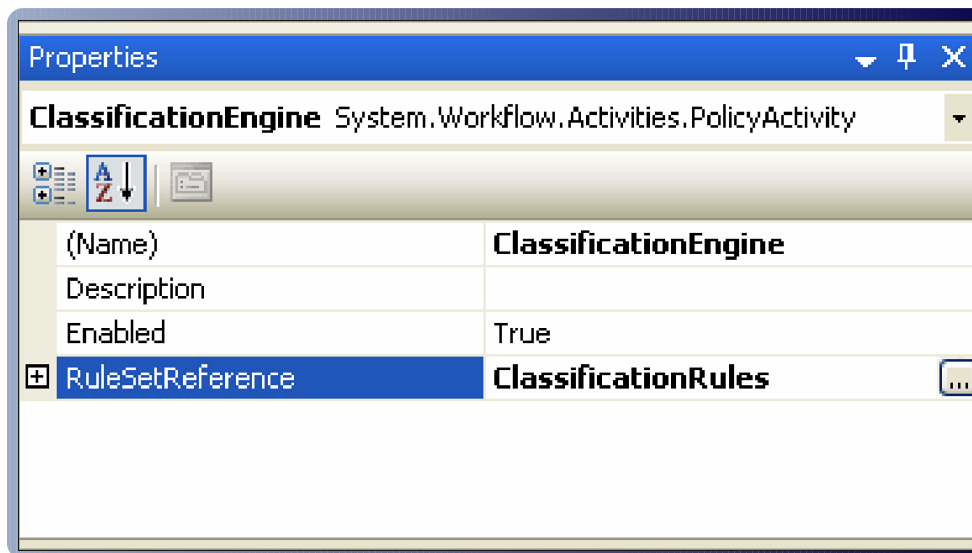 Properties
ClassificationEngine System.Workflow.Activities.PolicyActivity
A
Z
(Name) ClassificationEngine
Description
Enabled True
RuleSetReference ClassificationRules ...